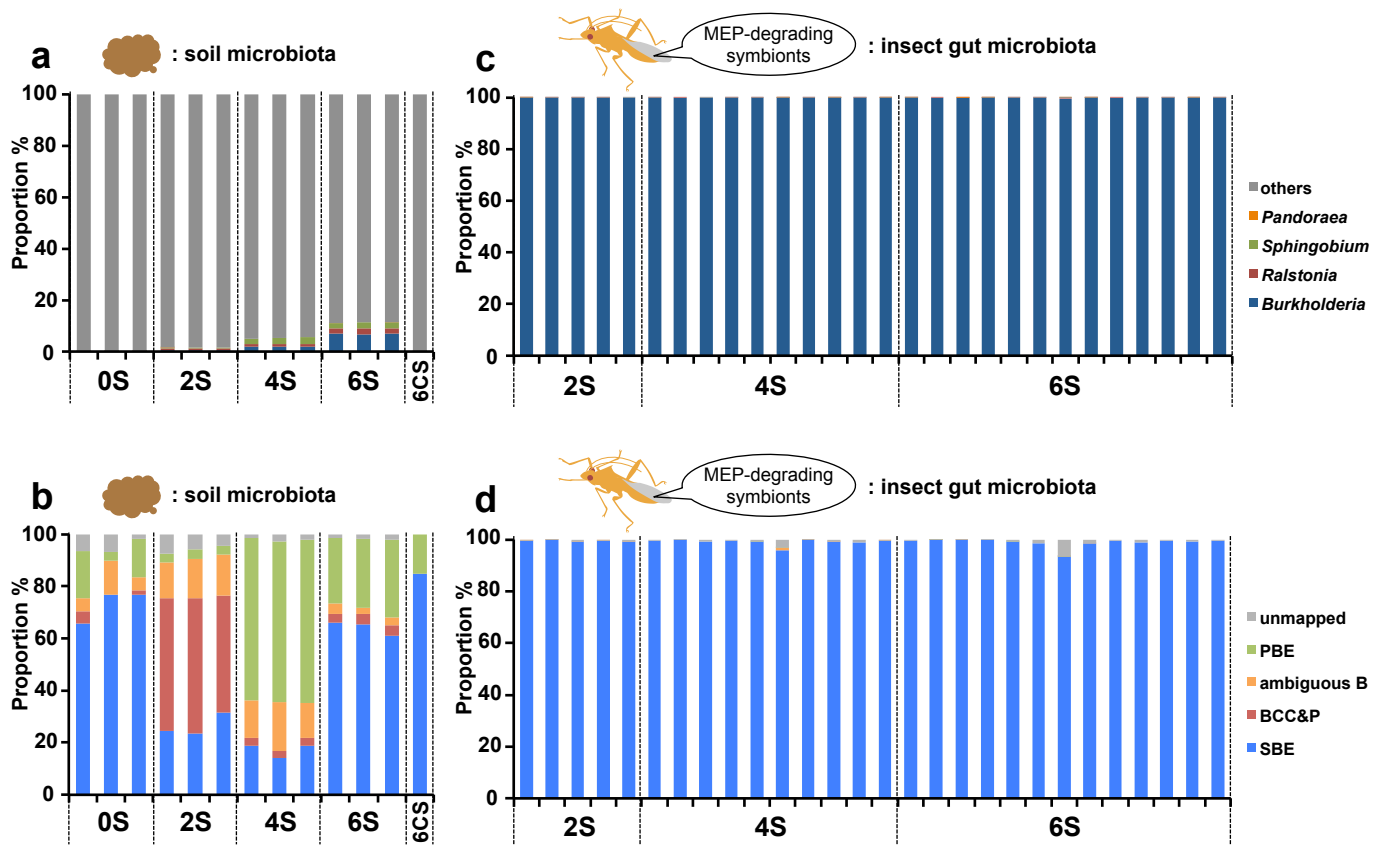 a
: soil microbiota
Proportion %
100
80
60
40
20
0
0S 2S 4S 6S 6CS
MEP-degrading
symbionts
c
: insect gut microbiota
Proportion %
100
80
60
40
20
0
2S 4S 6S
others
Pandoraea
Sphingobium
Ralstonia
Burkholderia
b
: soil microbiota
Proportion %
100
80
60
40
20
0
0S 2S 4S 6S 6CS
MEP-degrading
symbionts
d
: insect gut microbiota
Proportion %
100
80
60
40
20
0
2S 4S 6S
unmapped
PBE
ambiguous B
BCC&P
SBE